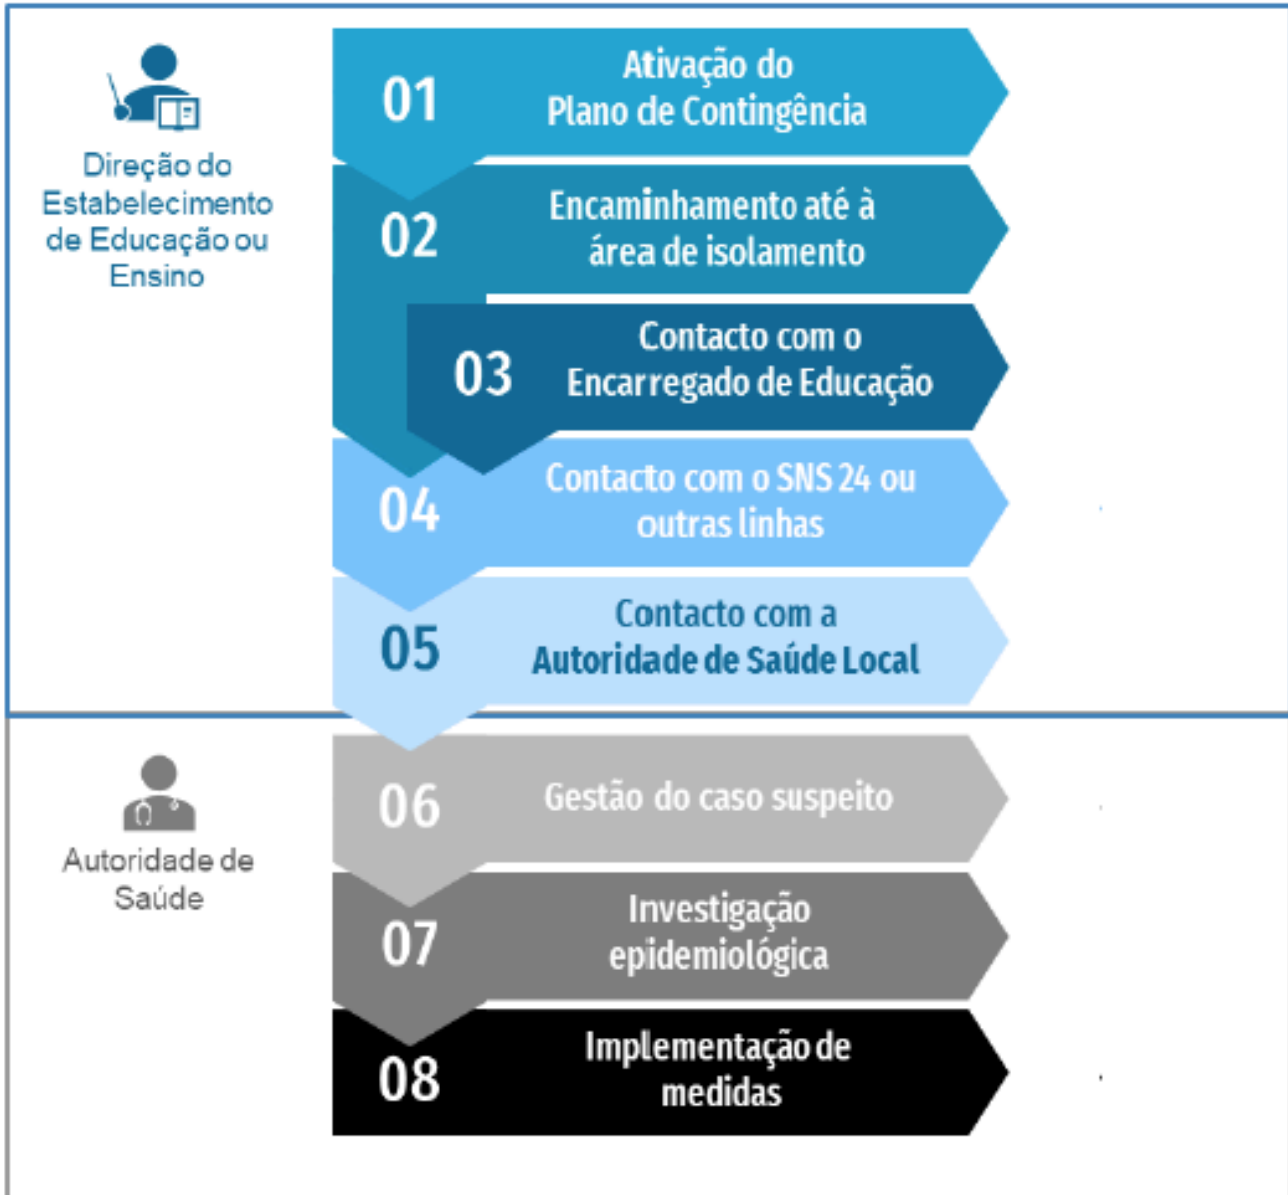 Direção do
Estabelecimento
de Educação ou
Ensino
01
Ativação do
Plano de Contingência
02
Encaminhamento até à
área de isolamento
03
Contacto com o
Encarregado de Educação
04
Contacto com o SNS 24 ou
outras linhas
05
Contacto com a
Autoridade de Saúde Local
Autoridade de
Saúde
06
Gestão do caso suspeito
07
Investigação
epidemiológica
08
Implementação de
medidas